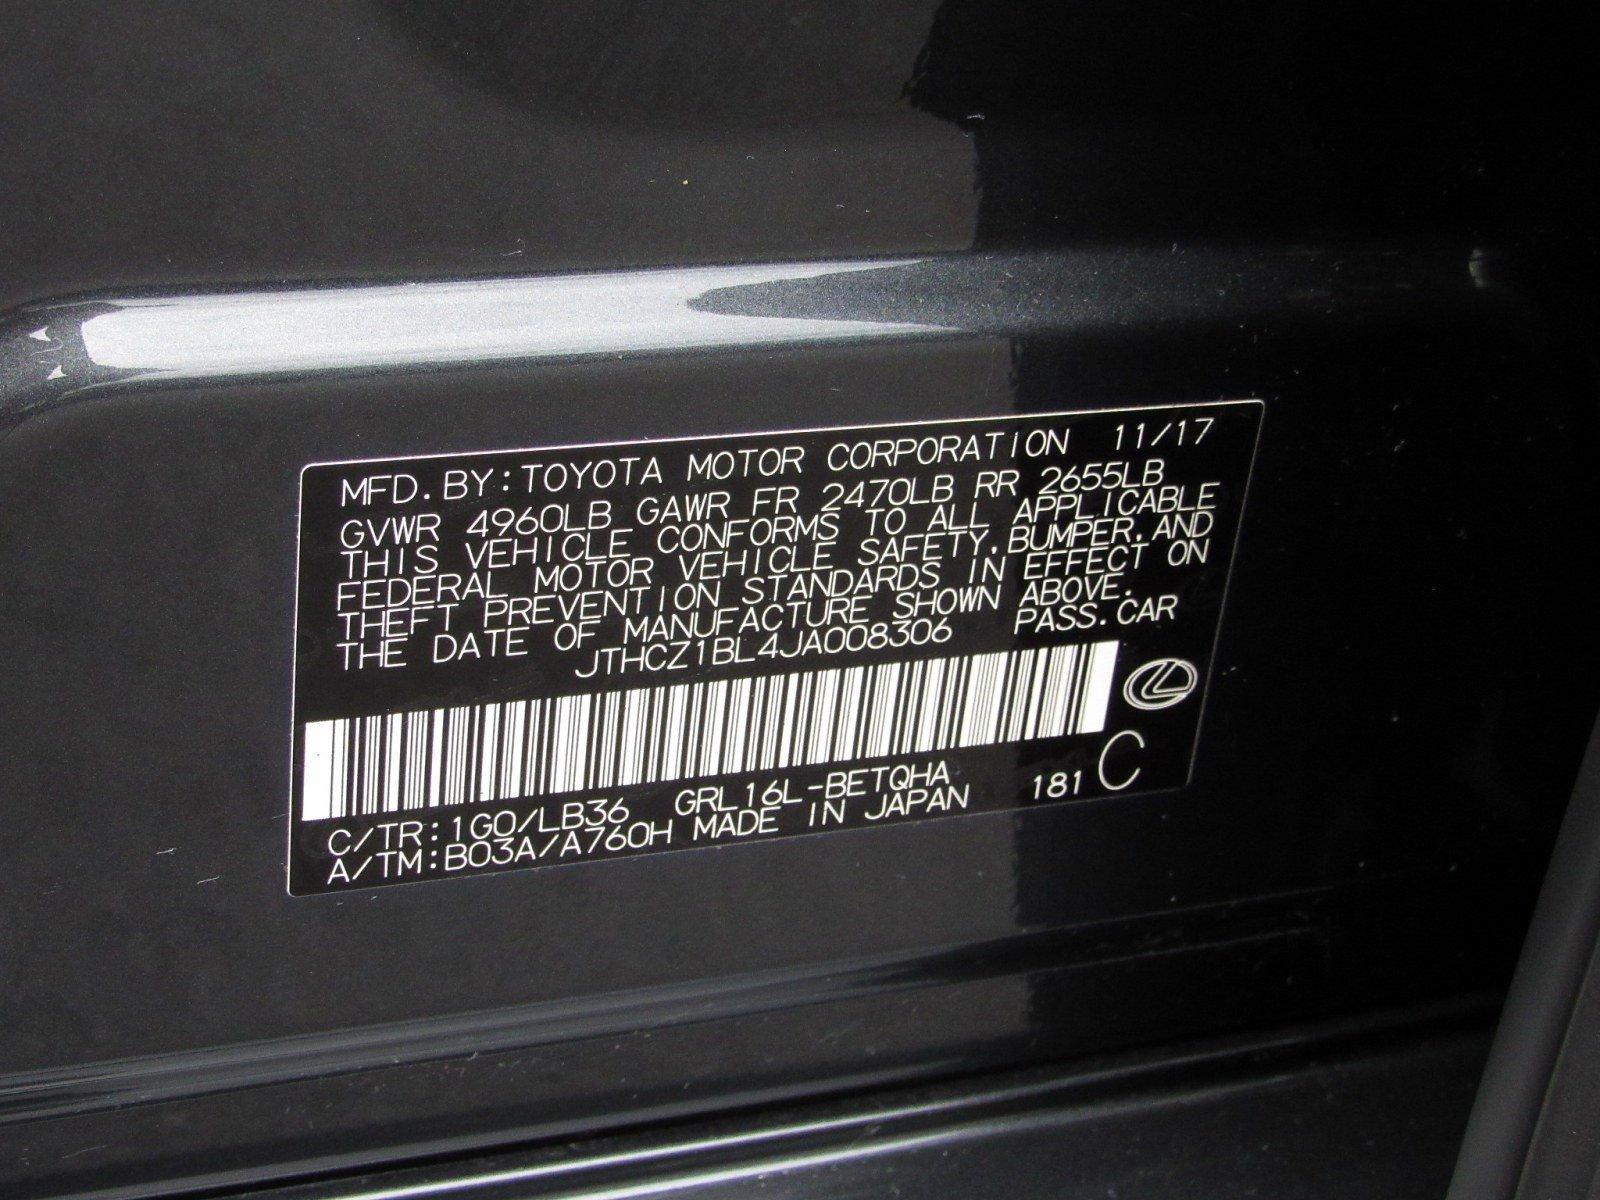 MFD. BY: TOYOTA MOTOR CORPORATION 11/17
GVWR 4960LB GAWR FR 2470LB RR 2655LB
THIS VEHICLE CONFORMS TO ALL APPLICABLE
FEDERAL MOTOR VEHICLE SAFETY, BUMPER, AND
THEFT PREVENTION STANDARDS IN EFFECT ON
THE DATE OF MANUFACTURE SHOWN ABOVE.
JTHCZ1BL4JA008306 PASS. CAR
C/TR: 1G0/LB36 GRL16L-BETQHA 181 C
A/TM: B03A/A760H MADE IN JAPAN